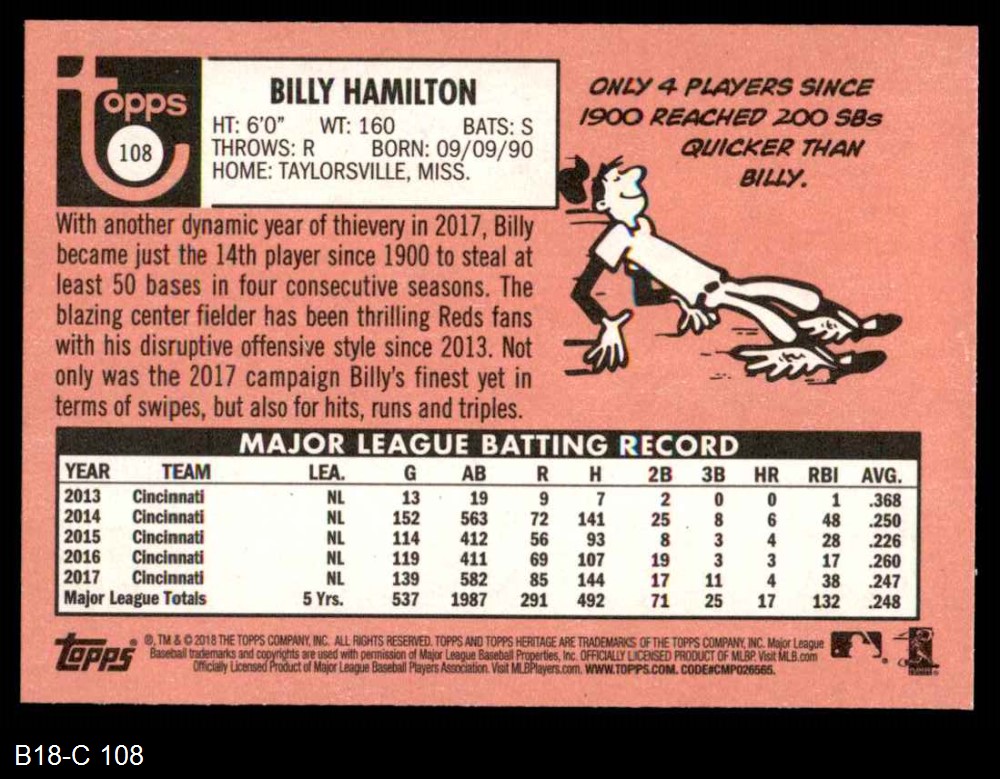 Topps
108
BILLY HAMILTON
HT: 6'0" WT: 160 BATS: S
THROWS: R BORN: 09/09/90
HOME: TAYLORSVILLE, MISS.
ONLY 4 PLAYERS SINCE
1900 REACHED 200 SBs
QUICKER THAN
BILLY.
With another dynamic year of thievery in 2017, Billy
became just the 14th player since 1900 to steal at
least 50 bases in four consecutive seasons. The
blazing center fielder has been thrilling Reds fans
with his disruptive offensive style since 2013. Not
only was the 2017 campaign Billy's finest yet in
terms of swipes, but also for hits, runs and triples.
MAJOR LEAGUE BATTING RECORD
YEAR TEAM LEA. G AB R H 2B 3B HR RBI AVG.
2013 Cincinnati NL 13 19 9 7 2 0 0 1 .368
2014 Cincinnati NL 152 563 72 141 25 8 6 48 .250
2015 Cincinnati NL 114 412 56 93 8 3 4 28 .226
2016 Cincinnati NL 119 411 69 107 19 3 3 17 .260
2017 Cincinnati NL 139 582 85 144 17 11 4 38 .247
Major League Totals 5 Yrs. 537 1987 291 492 71 25 17 132 .248
Topps ®, TM & © 2018 THE TOPPS COMPANY, INC. ALL RIGHTS RESERVED. TOPPS AND TOPPS HERITAGE ARE TRADEMARKS OF THE TOPPS COMPANY, INC. Major League
Baseball trademarks and copyrights are used with permission of Major League Baseball Properties, Inc. OFFICIALLY LICENSED PRODUCT OF MLBP. Visit MLB.com
Officially Licensed Product of Major League Baseball Players Association. Visit MLBPlayers.com. WWW.TOPPS.COM. CODE#CMP026565.
B18-C 108